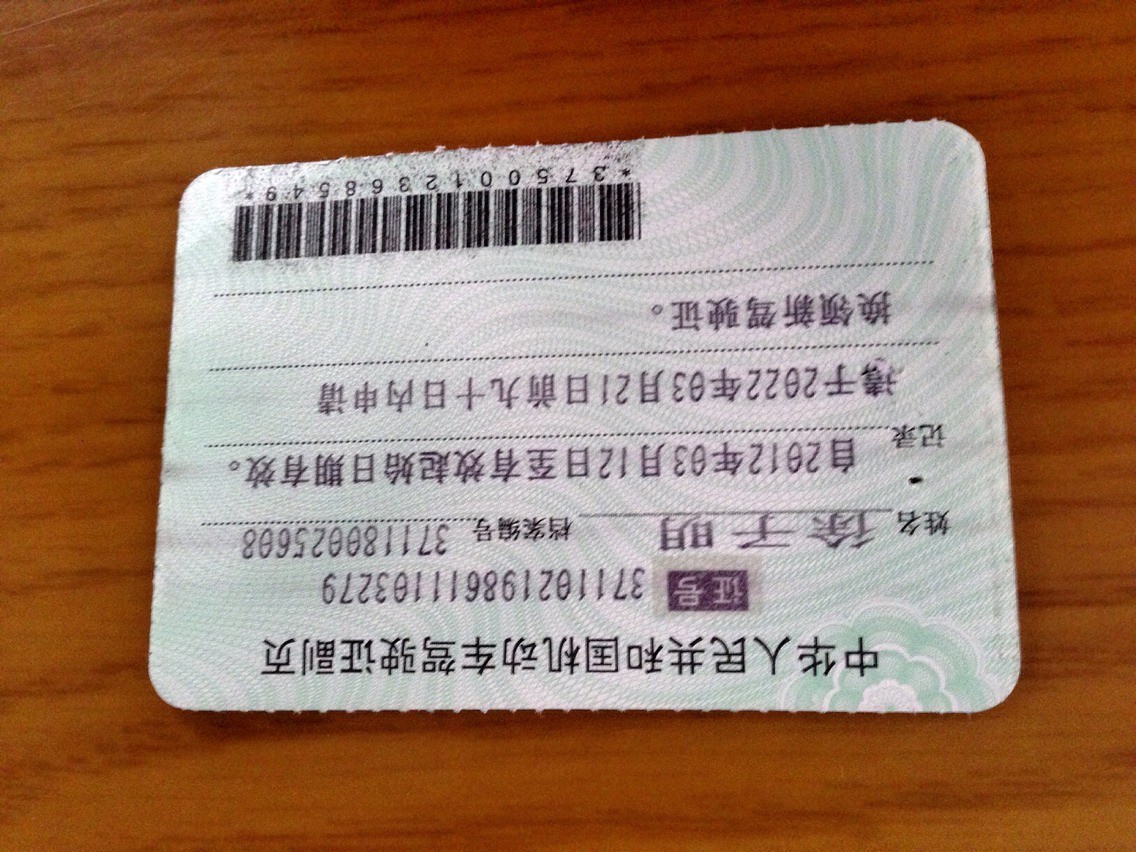 中华人民共和国机动车驾驶证副页
证号 371102198611103279
姓名 徐子明 档案编号 371180025608
自2012年03月12日至有效起始日期有效。
记录
请于2022年03月21日前九十日内申请
换领新驾驶证。
*3750012368549*